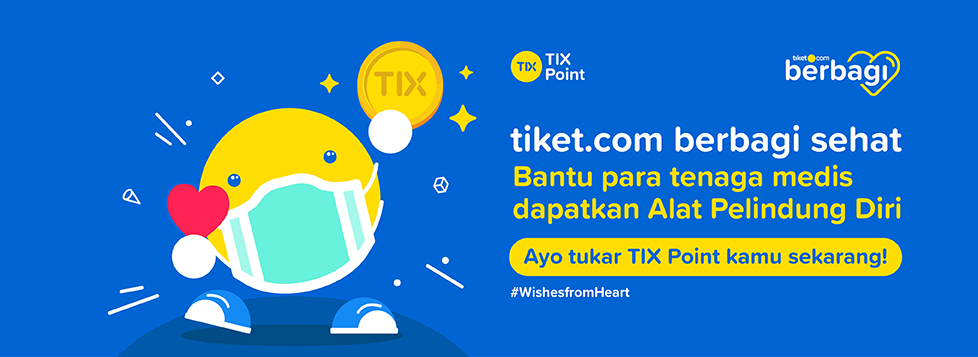 TIX
TIX
TIX
Point
tiket.com
berbagi
tiket.com berbagi sehat
Bantu para tenaga medis
dapatkan Alat Pelindung Diri
Ayo tukar TIX Point kamu sekarang!
#WishesfromHeart